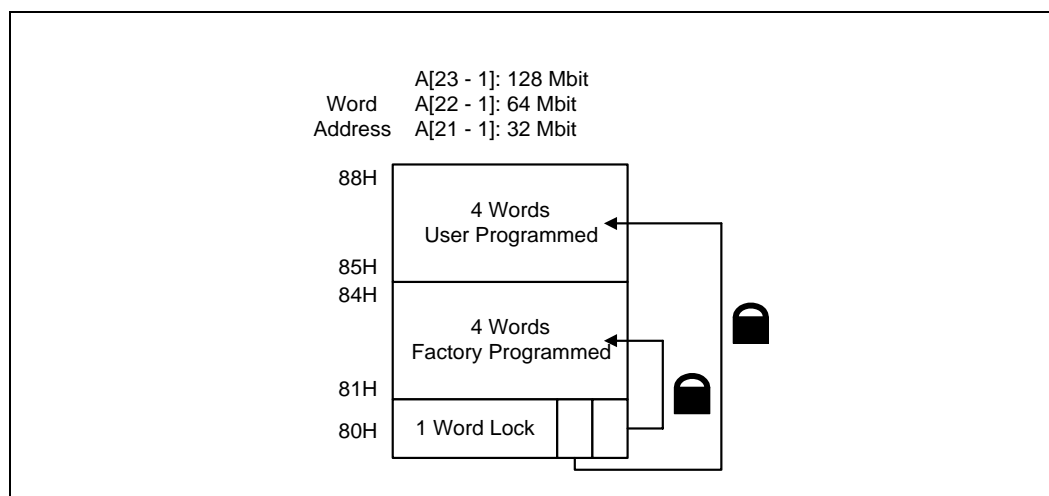 A[23 - 1]: 128 Mbit
Word A[22 - 1]: 64 Mbit
Address A[21 - 1]: 32 Mbit
88H
4 Words
User Programmed
85H
84H
4 Words
Factory Programmed
81H
80H 1 Word Lock